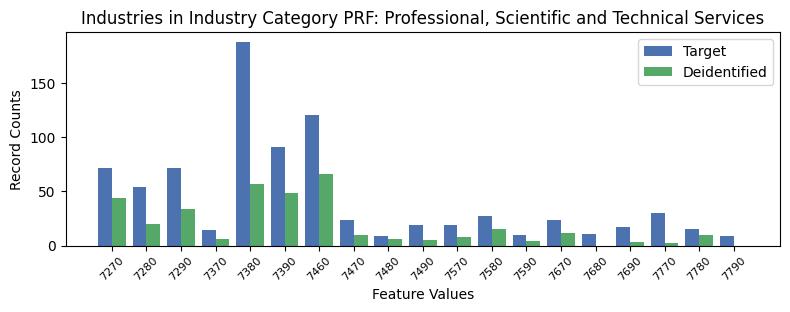 Industries in Industry Category PRF: Professional, Scientific and Technical Services
Target
Deidentified
Record Counts
150
100
50
0
7270 7280 7290 7370 7380 7390 7460 7470 7480 7490 7570 7580 7590 7670 7680 7690 7770 7780 7790
Feature Values